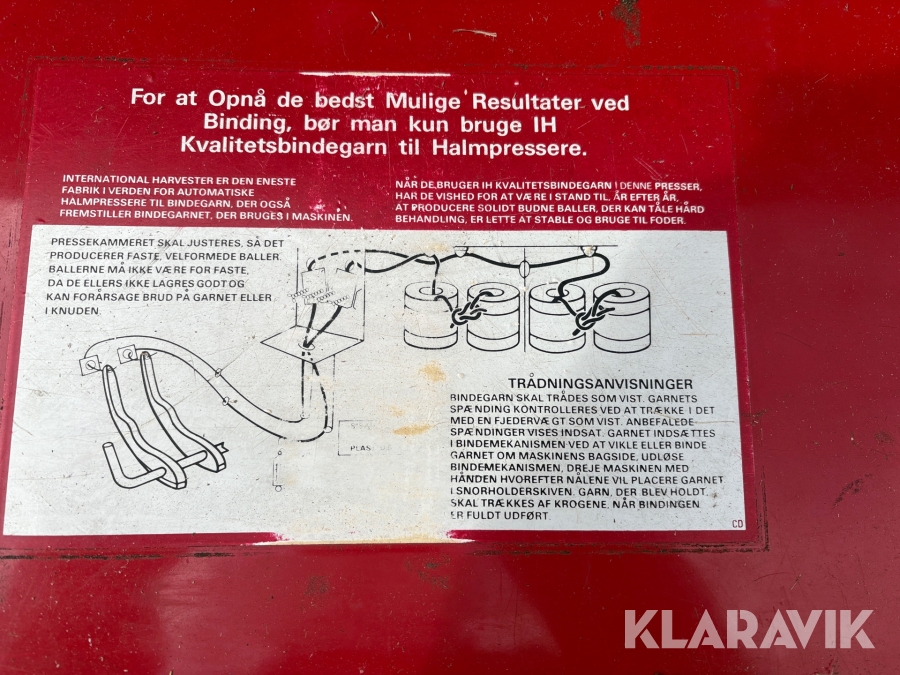 For at Opnå de bedst Mulige Resultater ved
Binding, bør man kun bruge IH
Kvalitetsbindegarn til Halmpressere.
INTERNATIONAL HARVESTER ER DEN ENESTE
FABRIK I VERDEN FOR AUTOMATISKE
HALMPRESSERE TIL BINDEGARN, DER OGSÅ
FREMSTILLER BINDEGARNET, DER BRUGES I MASKINEN.
NÅR DE BRUGER IH KVALITETSBINDEGARN I DENNE PRESSER,
HAR DE VISHED FOR AT VÆRE I STAND TIL, ÅR EFTER ÅR,
AT PRODUCERE SOLIDT BUDNE BALLER, DER KAN TÅLE HÅRD
BEHANDLING, ER LETTE AT STABLE OG BRUGE TIL FODER.
PRESSEKAMMERET SKAL JUSTERES, SÅ DET
PRODUCERER FASTE, VELFORMEDE BALLER.
BALLERNE MÅ IKKE VÆRE FOR FASTE,
DA DE ELLERS IKKE LAGRES GODT OG
KAN FORÅRSAGE BRUD PÅ GARNET ELLER
I KNUDEN.
PLAS
TRÅDNINGSANVISNINGER
BINDEGARN SKAL TRÅDES SOM VIST. GARNETS
SPÆNDING KONTROLLERES VED AT TRÆKKE I DET
MED EN FJEDERVÆGT SOM VIST. ANBEFALEDE
SPÆNDINGER VISES INDSAT. GARNET INDSÆTTES
I BINDEMEKANISMEN VED AT VIKLE ELLER BINDE
GARNET OM MASKINENS BAGSIDE, UDLØSE
BINDEMEKANISMEN, DREJE MASKINEN MED
HÅNDEN HVOREFTER NÅLENE VIL PLACERE GARNET
I SNORHOLDERSKIVEN. GARN, DER BLEV HOLDT,
SKAL TRÆKKES AF KROGENE, NÅR BINDINGEN
ER FULDT UDFØRT.
CD
KLARAVIK